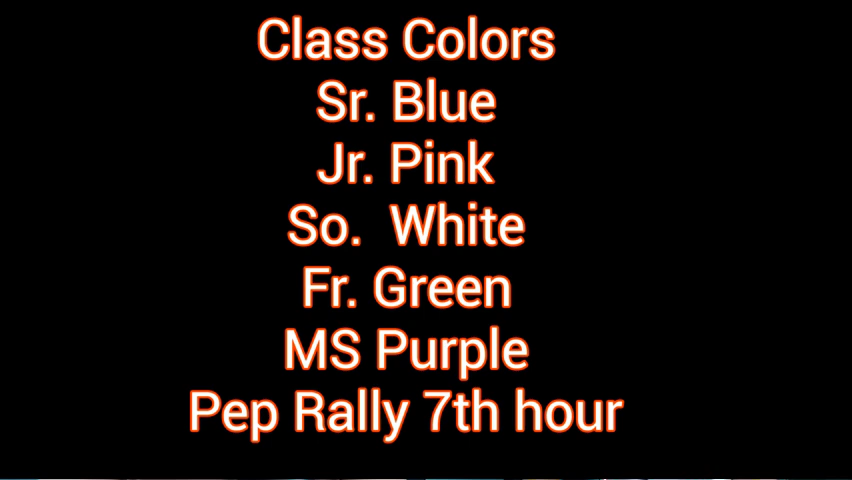 Class Colors
Sr. Blue
Jr. Pink
So.  White
Fr. Green
MS Purple
Pep Rally 7th hour